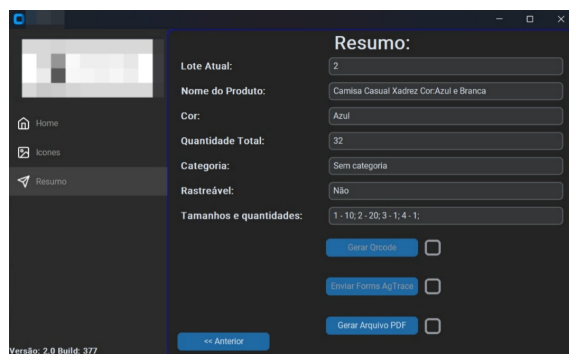 Resumo:
Lote Atual:
2
Nome do Produto:
Camisa Casual Xadrez Cor:Azul e Branca
Cor:
Azul
Quantidade Total:
32
Categoria:
Sem categoria
Rastreável:
Não
Tamanhos e quantidades:
1 - 10; 2 - 20; 3 - 1; 4 - 1;
Home
Icones
Resumo
Gerar Qrcode
Enviar Forms AgTrace
Gerar Arquivo PDF
<< Anterior
Versão: 2.0 Build: 377